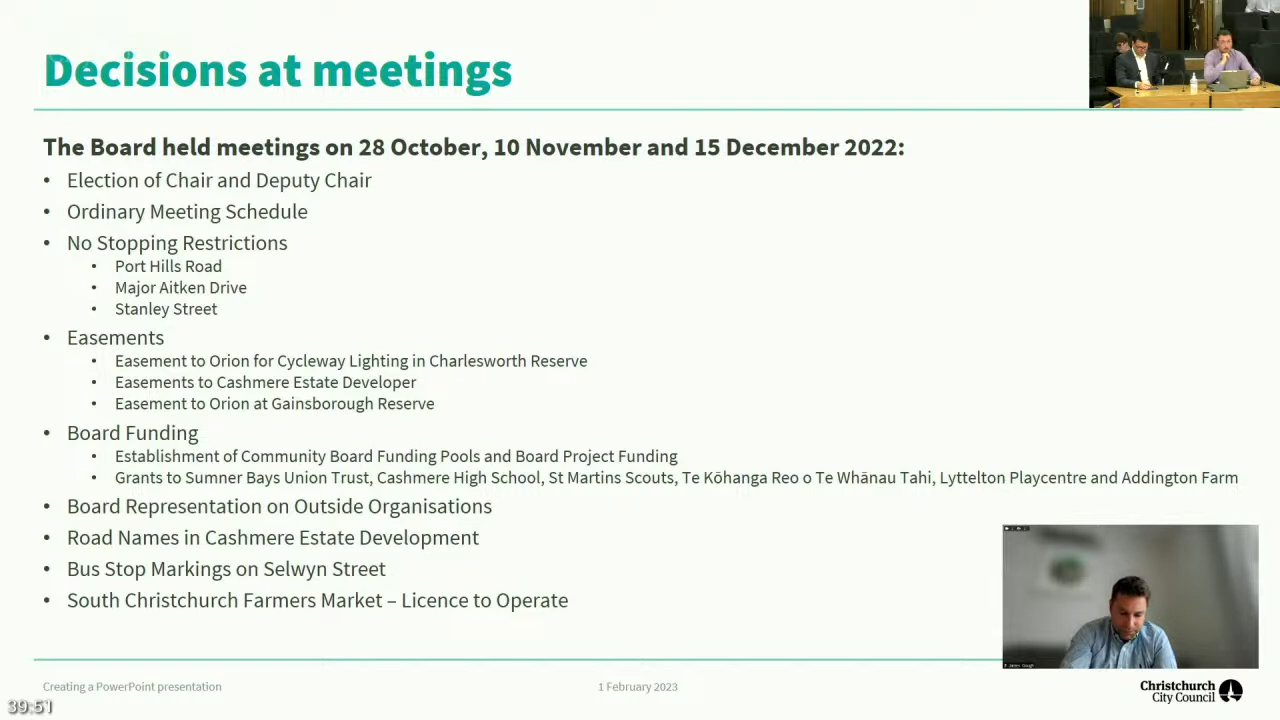 Decisions at meetings
The Board held meetings on 28 October, 10 November and 15 December 2022:
• Election of Chair and Deputy Chair
• Ordinary Meeting Schedule
• No Stopping Restrictions
• Port Hills Road
• Major Aitken Drive
• Stanley Street
• Easements
• Easement to Orion for Cycleway Lighting in Charlesworth Reserve
• Easements to Cashmere Estate Developer
• Easement to Orion at Gainsborough Reserve
• Board Funding
• Establishment of Community Board Funding Pools and Board Project Funding
• Grants to Sumner Bays Union Trust, Cashmere High School, St Martins Scouts, Te Kōhanga Reo o Te Whānau Tahi, Lyttelton Playcentre and Addington Farm
• Board Representation on Outside Organisations
• Road Names in Cashmere Estate Development
• Bus Stop Markings on Selwyn Street
• South Christchurch Farmers Market – Licence to Operate
Creating a PowerPoint presentation
1 February 2023
Christchurch
City Council
39:51